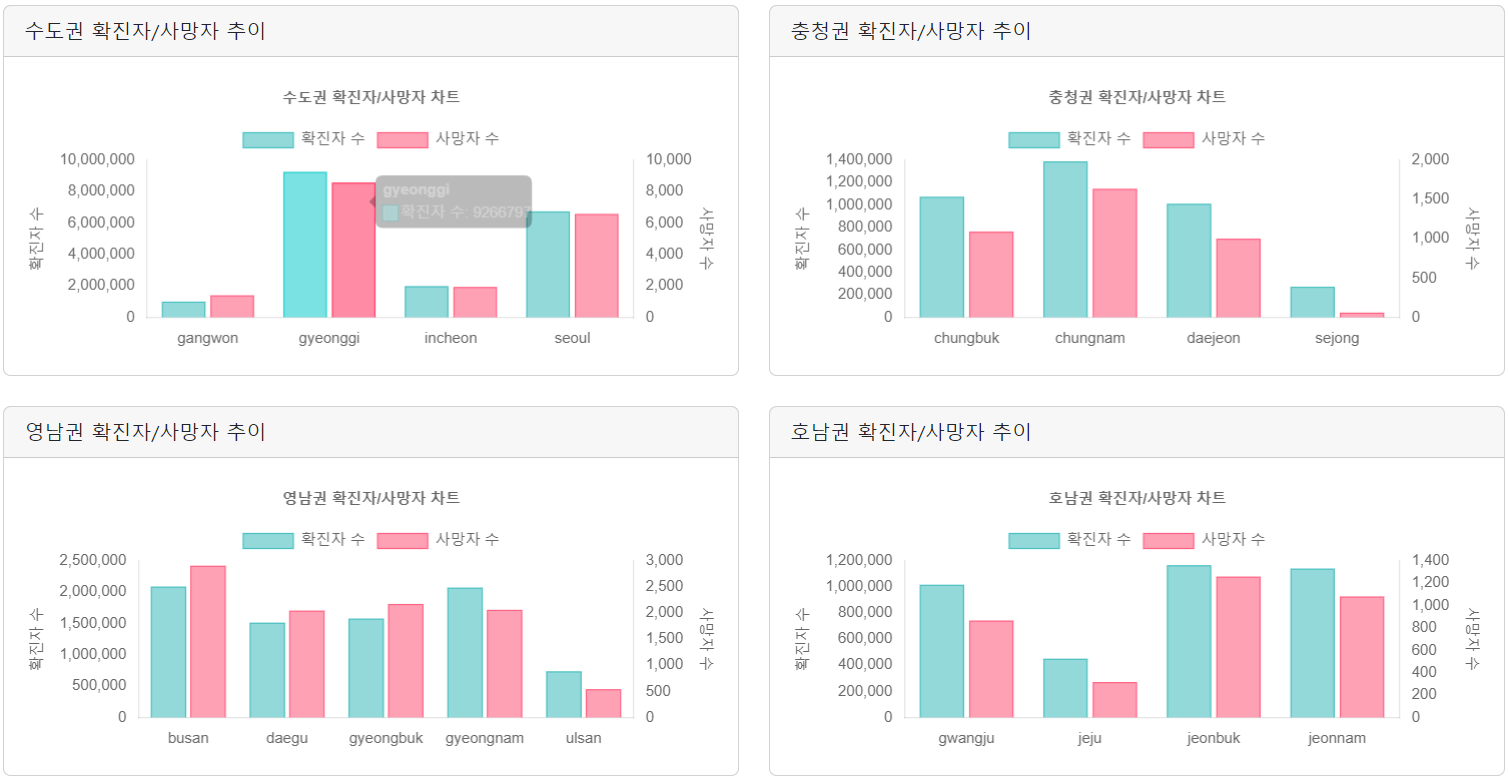 수도권 확진자/사망자 추이
수도권 확진자/사망자 차트
확진자 수 사망자 수
확진자 수
10,000,000
8,000,000
6,000,000
4,000,000
2,000,000
0
gyeonggi
확진자 수: 9266797
10,000
8,000
6,000
4,000
2,000
0
사망자 수
gangwon gyeonggi incheon seoul
충청권 확진자/사망자 추이
충청권 확진자/사망자 차트
확진자 수 사망자 수
확진자 수
1,400,000
1,200,000
1,000,000
800,000
600,000
400,000
200,000
0
2,000
1,500
1,000
500
0
사망자 수
chungbuk chungnam daejeon sejong
영남권 확진자/사망자 추이
영남권 확진자/사망자 차트
확진자 수 사망자 수
확진자 수
2,500,000
2,000,000
1,500,000
1,000,000
500,000
0
3,000
2,500
2,000
1,500
1,000
500
0
사망자 수
busan daegu gyeongbuk gyeongnam ulsan
호남권 확진자/사망자 추이
호남권 확진자/사망자 차트
확진자 수 사망자 수
확진자 수
1,200,000
1,000,000
800,000
600,000
400,000
200,000
0
1,400
1,200
1,000
800
600
400
200
0
사망자 수
gwangju jeju jeonbuk jeonnam